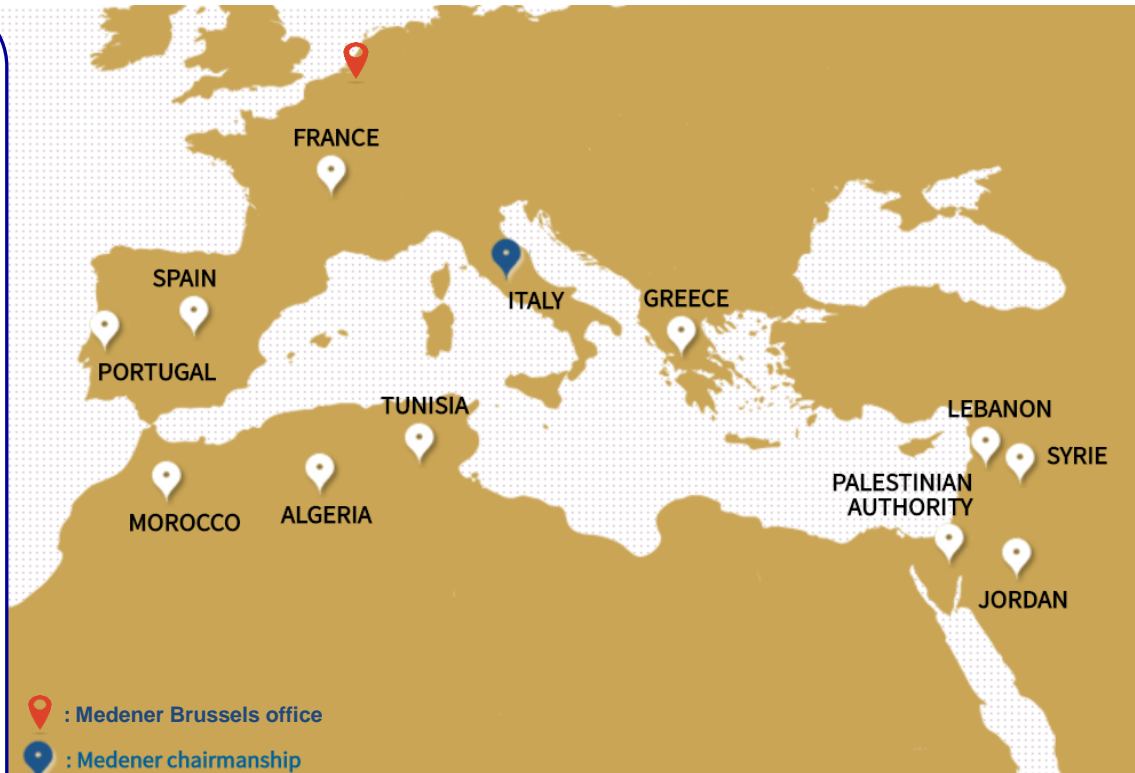 FRANCE
SPAIN
ITALY
GREECE
PORTUGAL
TUNISIA
LEBANON
SYRIE
PALESTINIAN
AUTHORITY
MOROCCO
ALGERIA
JORDAN
: Medener Brussels office
: Medener chairmanship